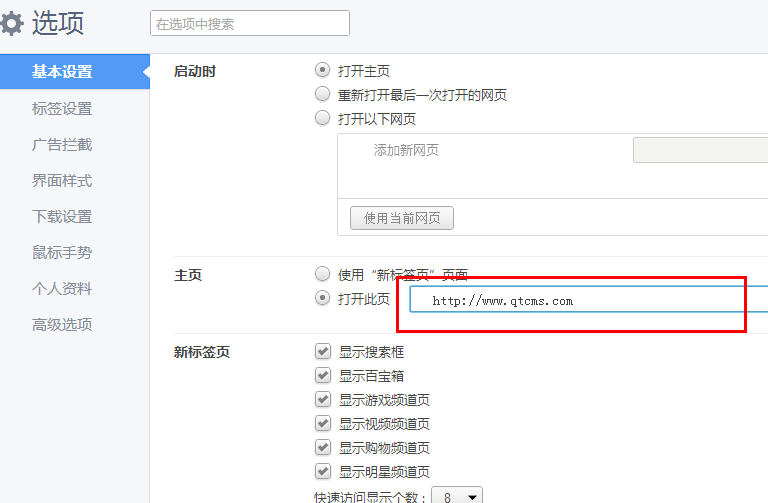 选项
在选项中搜索
基本设置
标签设置
广告拦截
界面样式
下载设置
鼠标手势
个人资料
高级选项
启动时
打开主页
重新打开最后一次打开的网页
打开以下网页
添加新网页
使用当前网页
主页
使用“新标签页”页面
打开此页
http://www.qtcms.com
新标签页
显示搜索框
显示百宝箱
显示游戏频道页
显示视频频道页
显示购物频道页
显示明星频道页
快速访问显示个数： 8